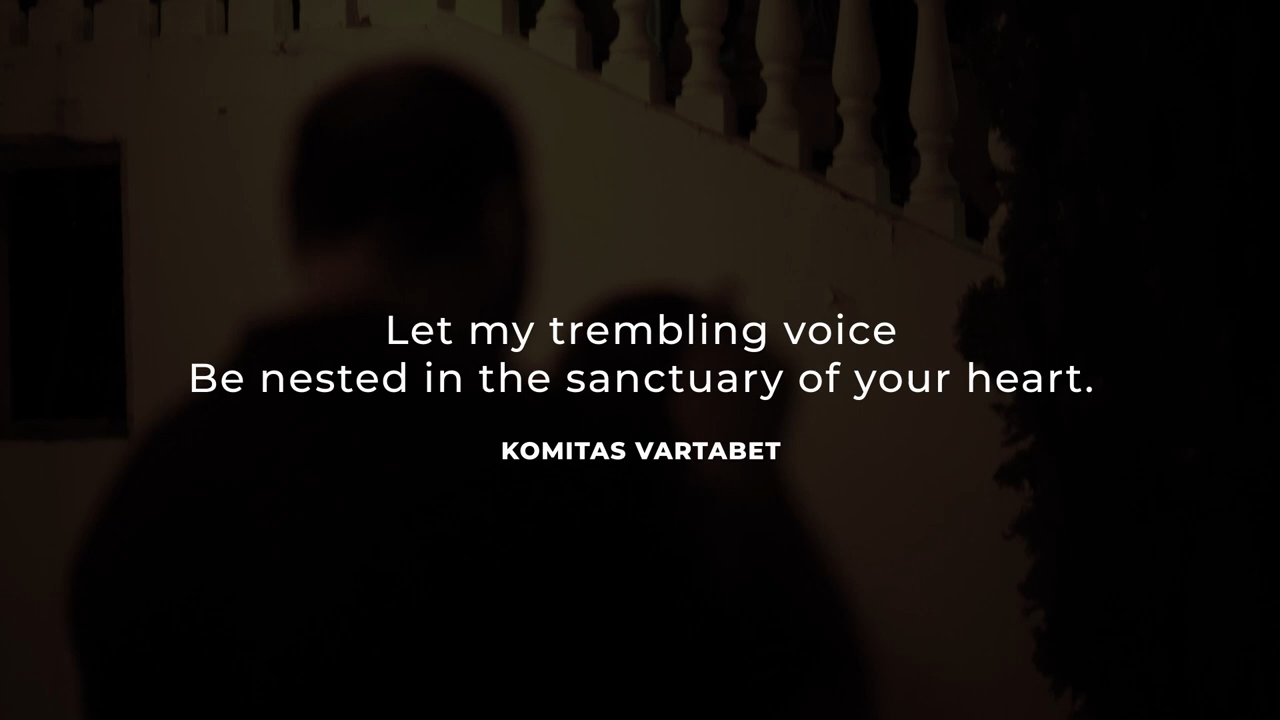 Let my trembling voice
Be nested in the sanctuary of your heart.
KOMITAS VARTABET